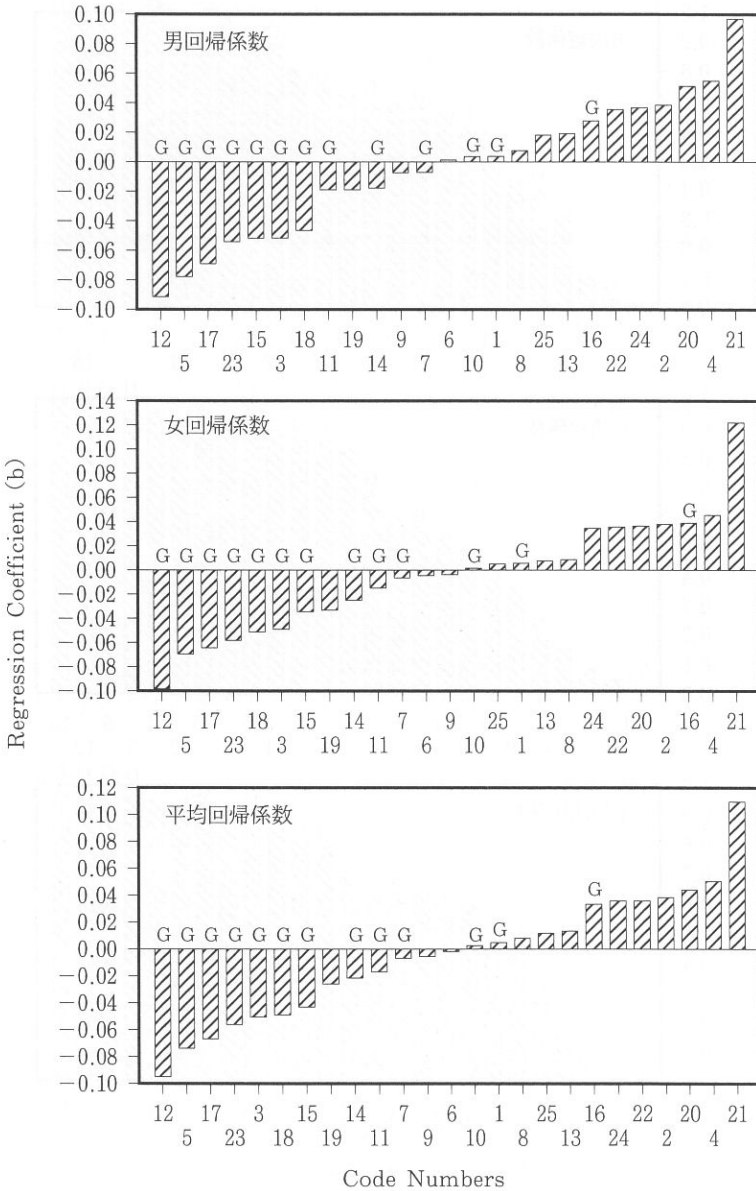 Regression Coefficient (b)
男回帰係数
0.10
0.08
0.06
0.04
0.02
0.00
−0.02
−0.04
−0.06
−0.08
−0.10
G G G G G G G G G G G G G
12 17 15 18 19 9 6 1 25 16 24 20 21
5 23 3 11 14 7 10 8 13 22 2 4
女回帰係数
0.14
0.12
0.10
0.08
0.06
0.04
0.02
0.00
−0.02
−0.04
−0.06
−0.08
−0.10
G G G G G G G G G G G G G
12 17 18 15 14 7 9 25 13 24 20 16 21
5 23 3 19 11 6 10 1 8 22 2 4
平均回帰係数
0.12
0.10
0.08
0.06
0.04
0.02
0.00
−0.02
−0.04
−0.06
−0.08
−0.10
G G G G G G G G G G G G G
12 17 3 15 14 7 6 1 25 16 22 20 21
5 23 18 19 11 9 10 8 13 24 2 4
Code Numbers